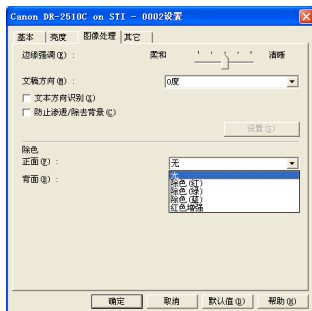 Canon DR-2510C on STI - 0002设置
基本 亮度 图像处理 其它
边缘强调(E): 柔和 清晰
文稿方向(M): 0度
文本方向识别(X)
防止渗透/除去背景(C)
设置(S)
除色
正面(F): 无
背面(B):
无
除色(红)
除色(绿)
除色(蓝)
红色增强
确定 取消 默认值(D) 帮助(H)